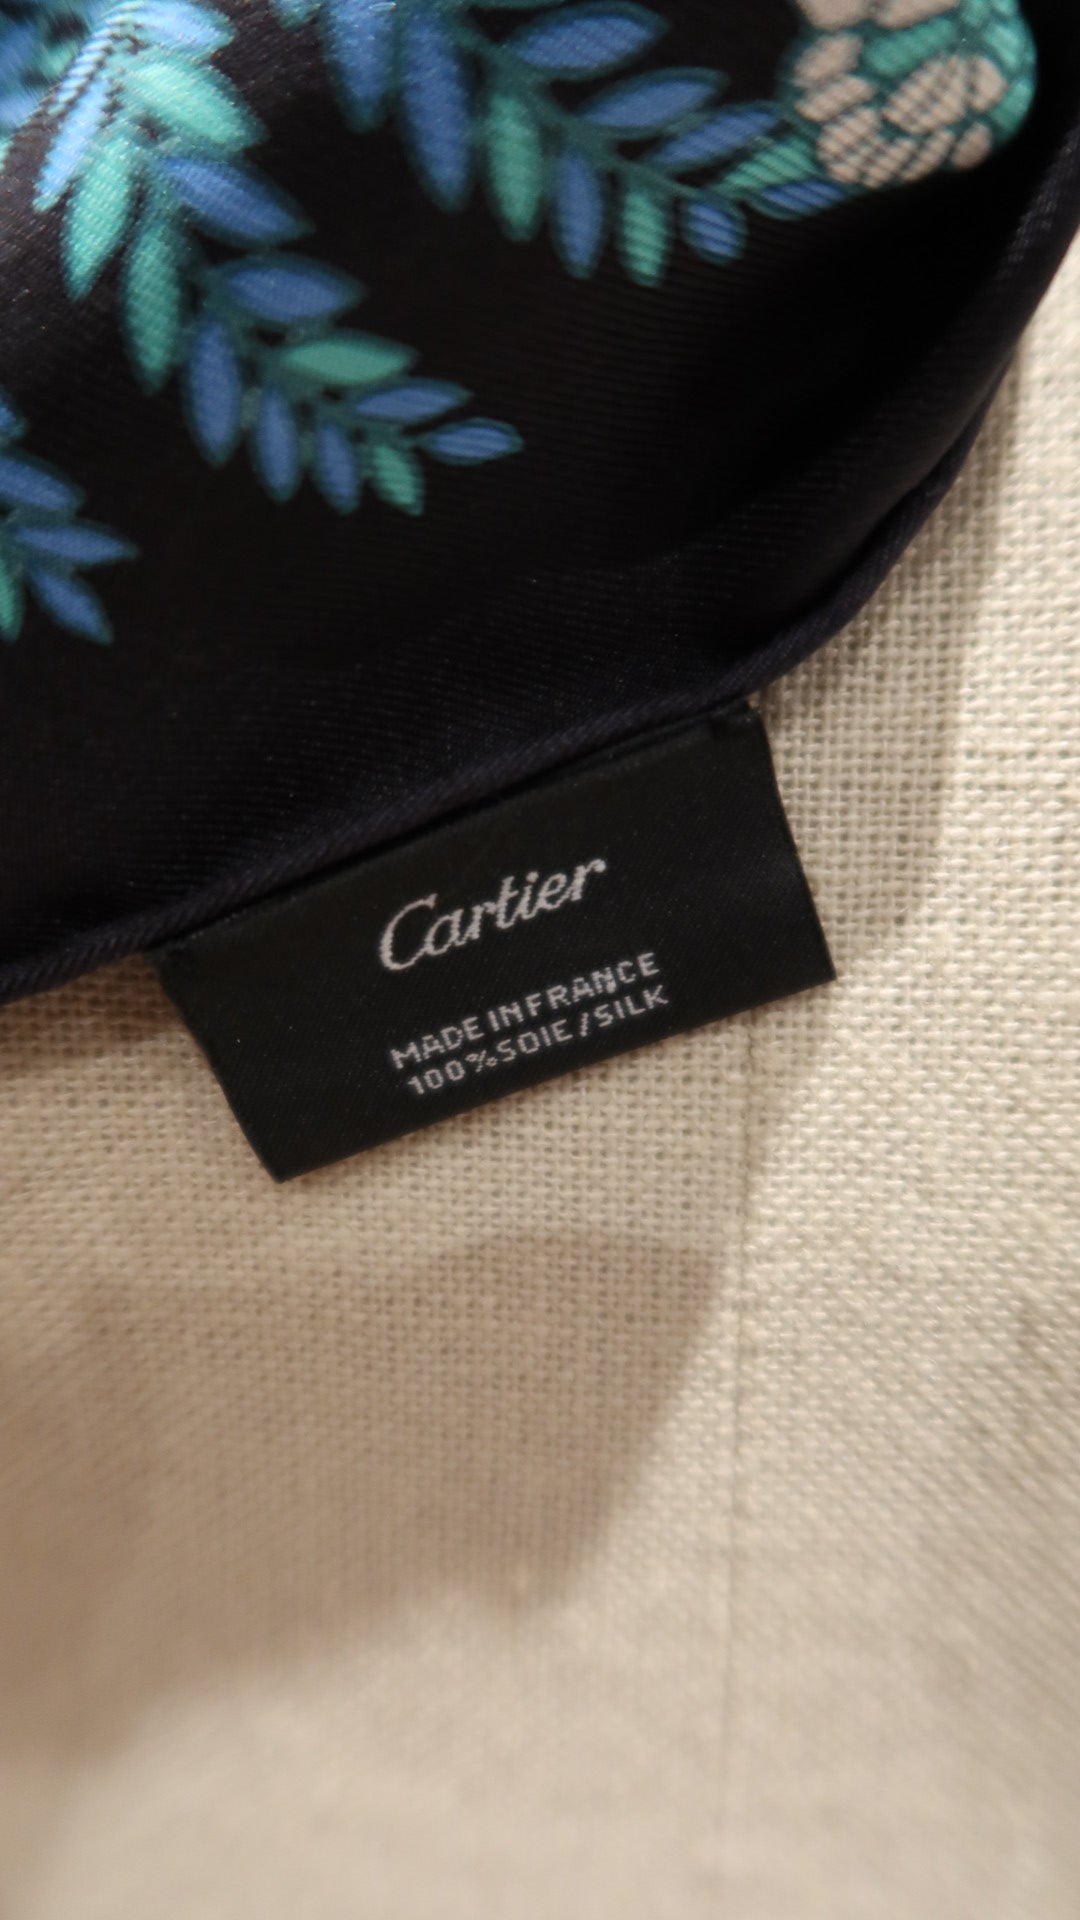 Cartier
MADE IN FRANCE
100% SOIE / SILK